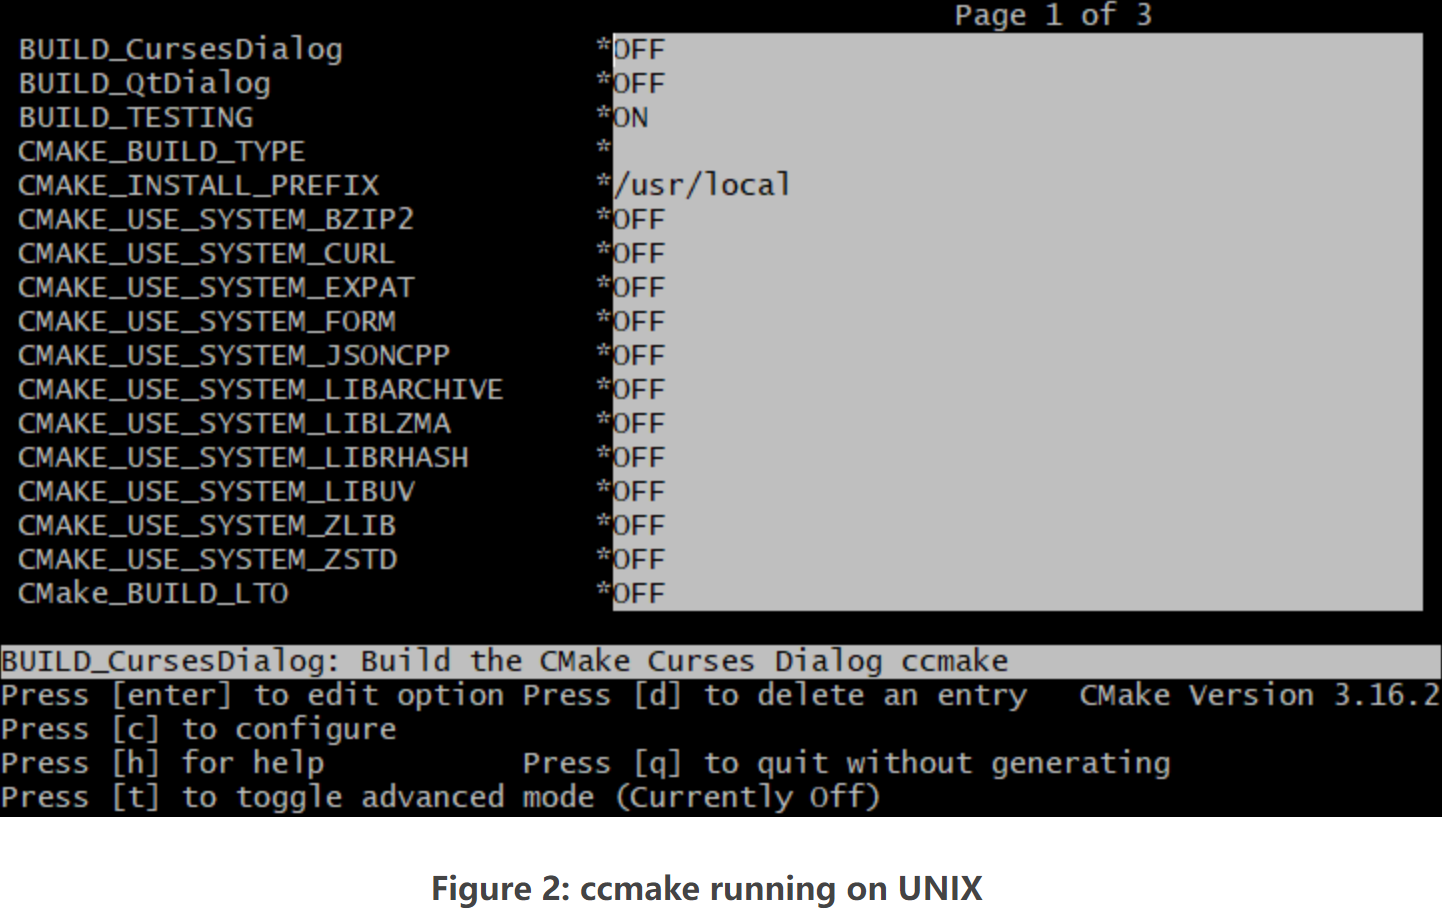 Page 1 of 3
BUILD_CursesDialog *OFF
BUILD_QtDialog *OFF
BUILD_TESTING *ON
CMAKE_BUILD_TYPE *
CMAKE_INSTALL_PREFIX */usr/local
CMAKE_USE_SYSTEM_BZIP2 *OFF
CMAKE_USE_SYSTEM_CURL *OFF
CMAKE_USE_SYSTEM_EXPAT *OFF
CMAKE_USE_SYSTEM_FORM *OFF
CMAKE_USE_SYSTEM_JSONCPP *OFF
CMAKE_USE_SYSTEM_LIBARCHIVE *OFF
CMAKE_USE_SYSTEM_LIBLZMA *OFF
CMAKE_USE_SYSTEM_LIBRHASH *OFF
CMAKE_USE_SYSTEM_LIBUV *OFF
CMAKE_USE_SYSTEM_ZLIB *OFF
CMAKE_USE_SYSTEM_ZSTD *OFF
CMake_BUILD_LTO *OFF
BUILD_CursesDialog: Build the CMake Curses Dialog ccmake
Press [enter] to edit option Press [d] to delete an entry CMake Version 3.16.2
Press [c] to configure
Press [h] for help Press [q] to quit without generating
Press [t] to toggle advanced mode (Currently Off)
Figure 2: ccmake running on UNIX